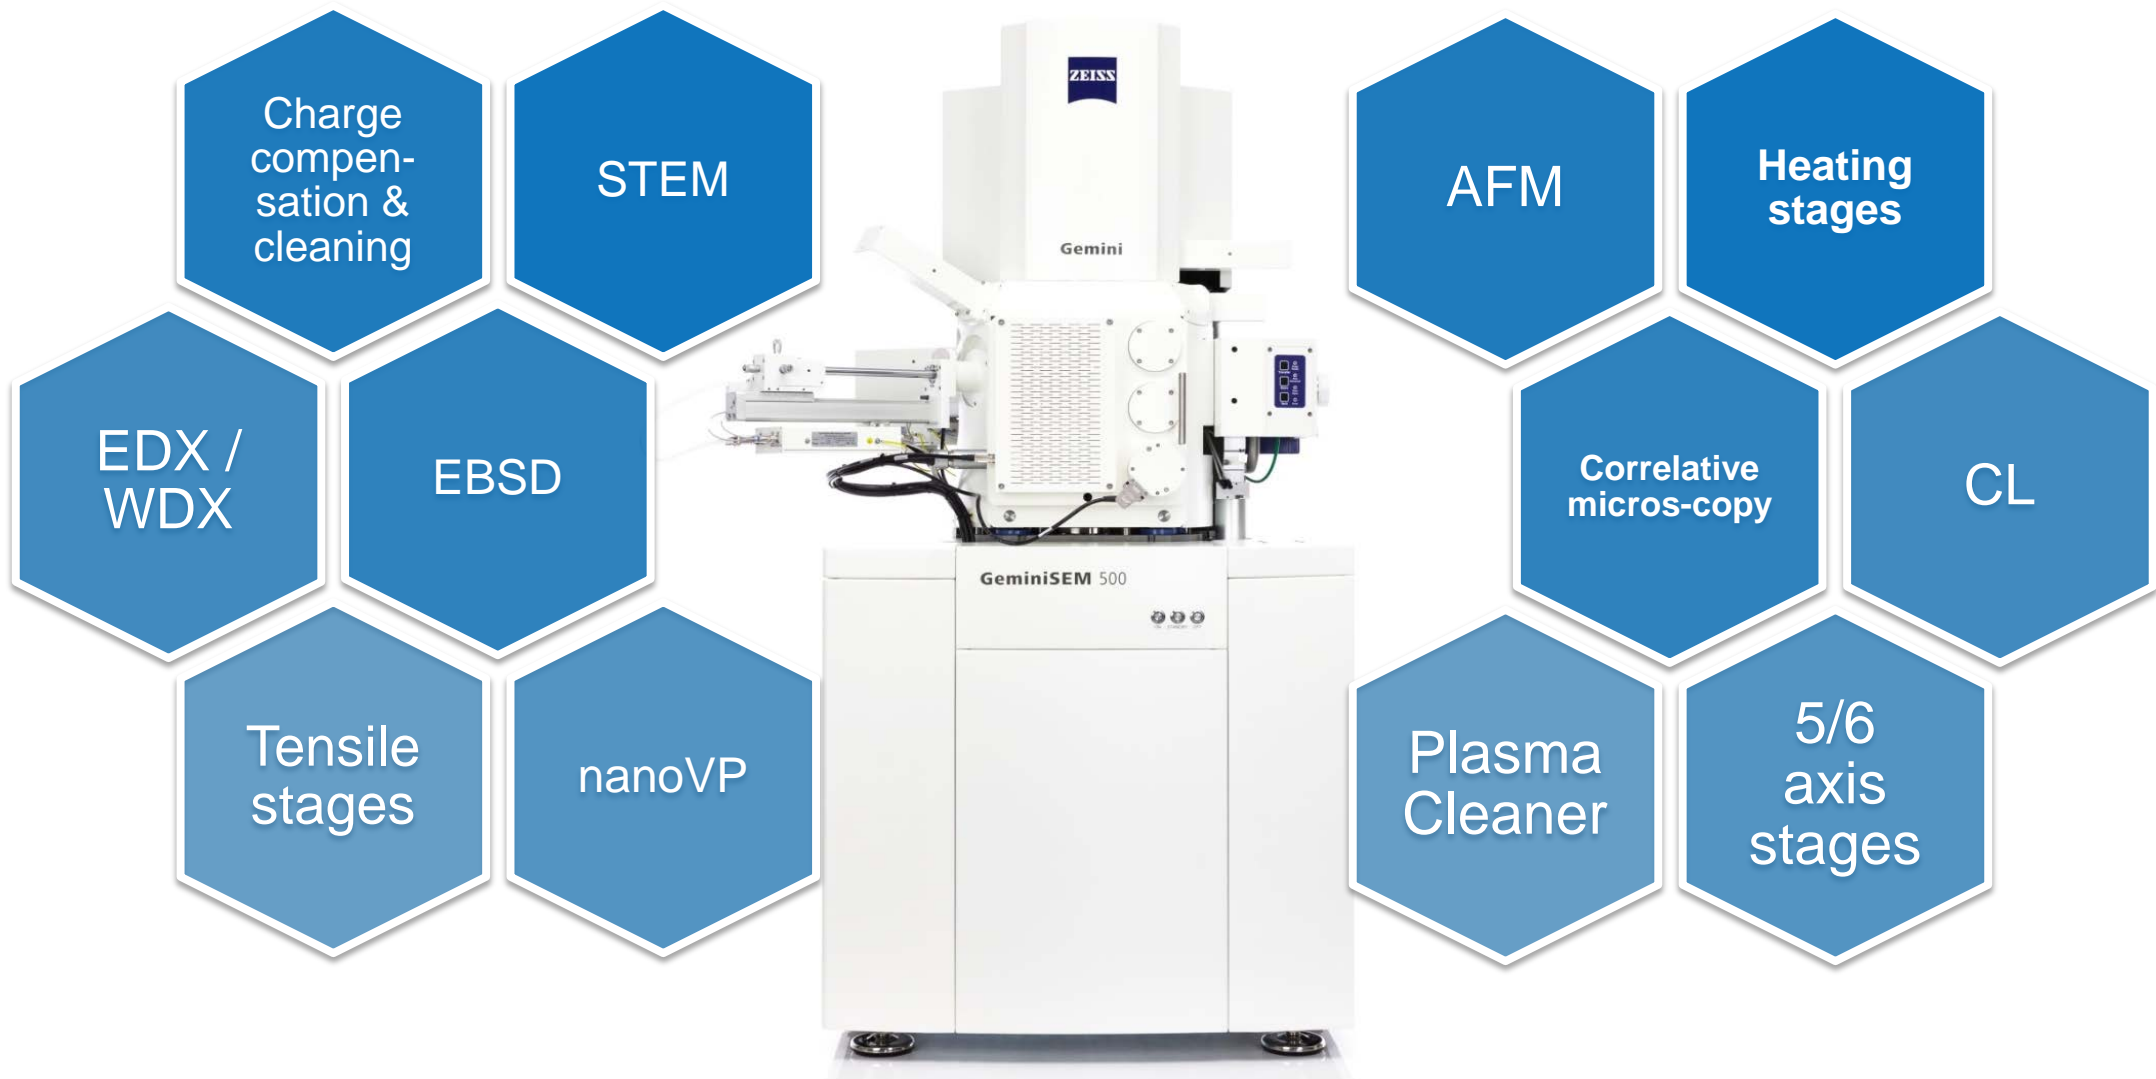 Charge
compen-
sation &
cleaning
STEM
EDX /
WDX
EBSD
Tensile
stages
nanoVP
ZEISS
Gemini
GeminiSEM 500
AFM
Heating
stages
Correlative
micros-copy
CL
Plasma
Cleaner
5/6
axis
stages